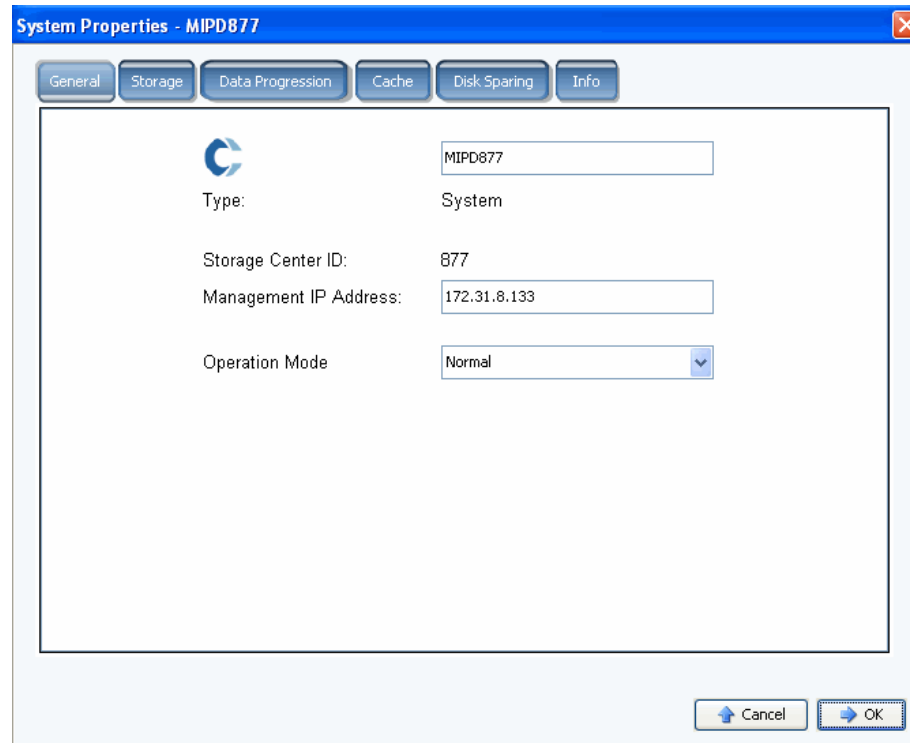 System Properties - MIPD877
General Storage Data Progression Cache Disk Sparing Info
MIPD877
Type: System
Storage Center ID: 877
Management IP Address: 172.31.8.133
Operation Mode Normal
Cancel OK